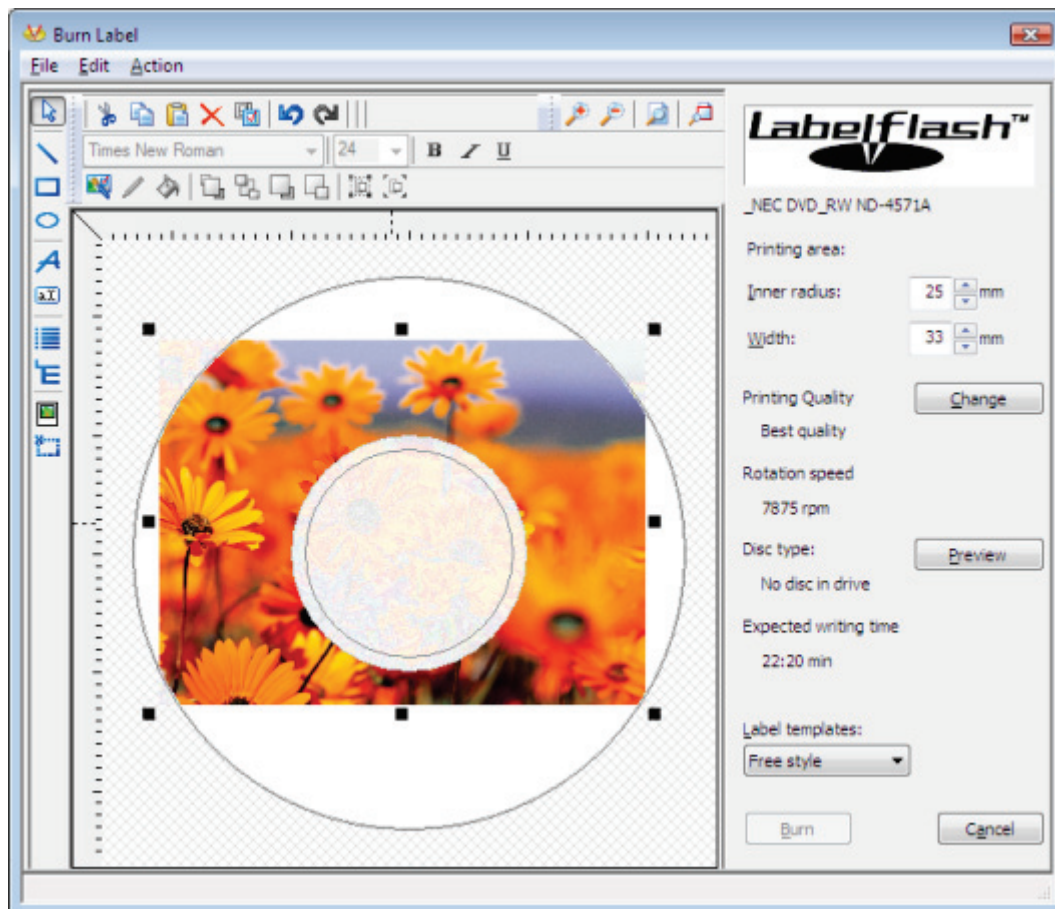 Burn Label
File Edit Action
Times New Roman 24 B I U
A
aI
E
Labelflash™
_NEC DVD_RW ND-4571A
Printing area:
Inner radius: 25 mm
Width: 33 mm
Printing Quality Change
Best quality
Rotation speed
7875 rpm
Disc type: Preview
No disc in drive
Expected writing time
22:20 min
Label templates:
Free style
Burn Cancel